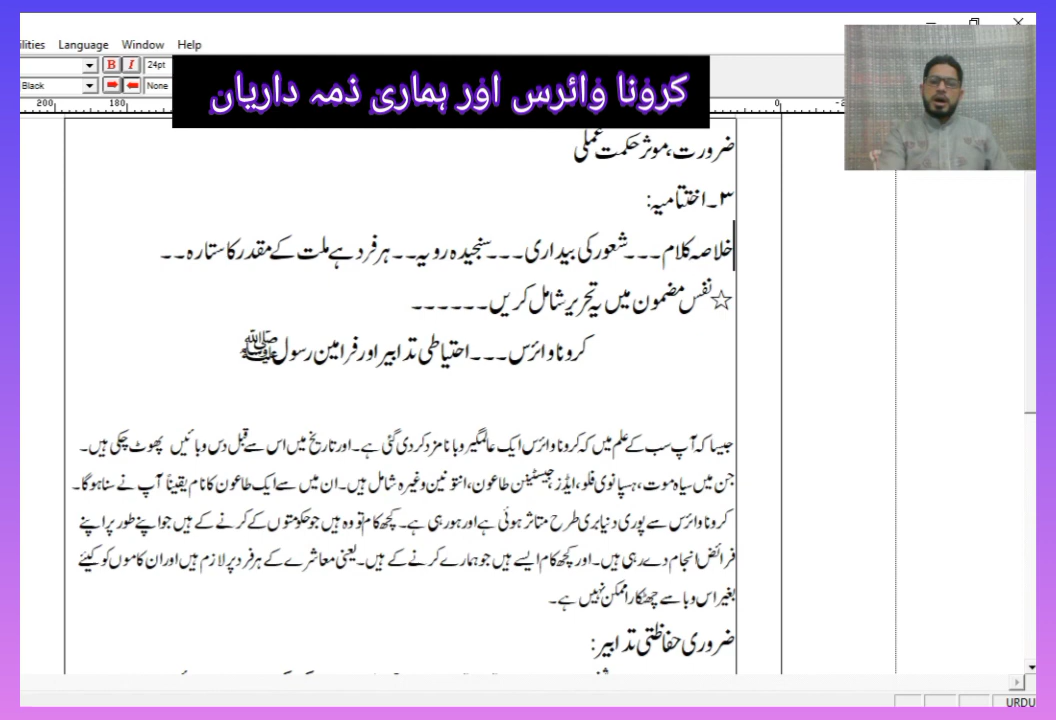 ilities Language Window Help
B I 24pt
Black None
200 180 0
کرونا وائرس اور ہماری ذمہ داریاں
ضرورت، موثر حکمت عملی
۳۔اختتامیہ:
خلاصہ کلام۔۔۔شعور کی بیداری۔۔۔سنجیدہ رویہ۔۔ہر فرد ہے ملت کے مقدر کا ستارہ۔۔
☆نفس مضمون میں یہ تحریر شامل کریں۔۔۔۔۔۔
کرونا وائرس۔۔۔احتیاطی تدابیر اور فرامین رسول ﷺ
جیسا کہ آپ سب کے علم میں کہ کرونا وائرس ایک عالمگیر وبا نامزد کر دی گئی ہے۔اور تاریخ میں اس سے قبل دس وبائیں پھوٹ چکی ہیں۔
جن میں سیاہ موت، ہسپانوی فلو، ایڈز جیسٹینن طاعون، انتونین وغیرہ شامل ہیں۔ان میں سے ایک طاعون کا نام یقیناً آپ نے سنا ہوگا۔
کرونا وائرس سے پوری دنیا بری طرح متاثر ہوئی ہے اور ہو رہی ہے۔کچھ کام تو وہ ہیں جو حکومتوں کے کرنے کے ہیں جو اپنے طور پر اپنے
فرائض انجام دے رہی ہیں۔اور کچھ کام ایسے ہیں جو ہمارے کرنے کے ہیں۔یعنی معاشرے کے ہر فرد پر لازم ہیں اور ان کاموں کو کیئے
بغیر اس وبا سے چھٹکارا ممکن نہیں ہے۔
ضروری حفاظتی تدابیر:
URDU